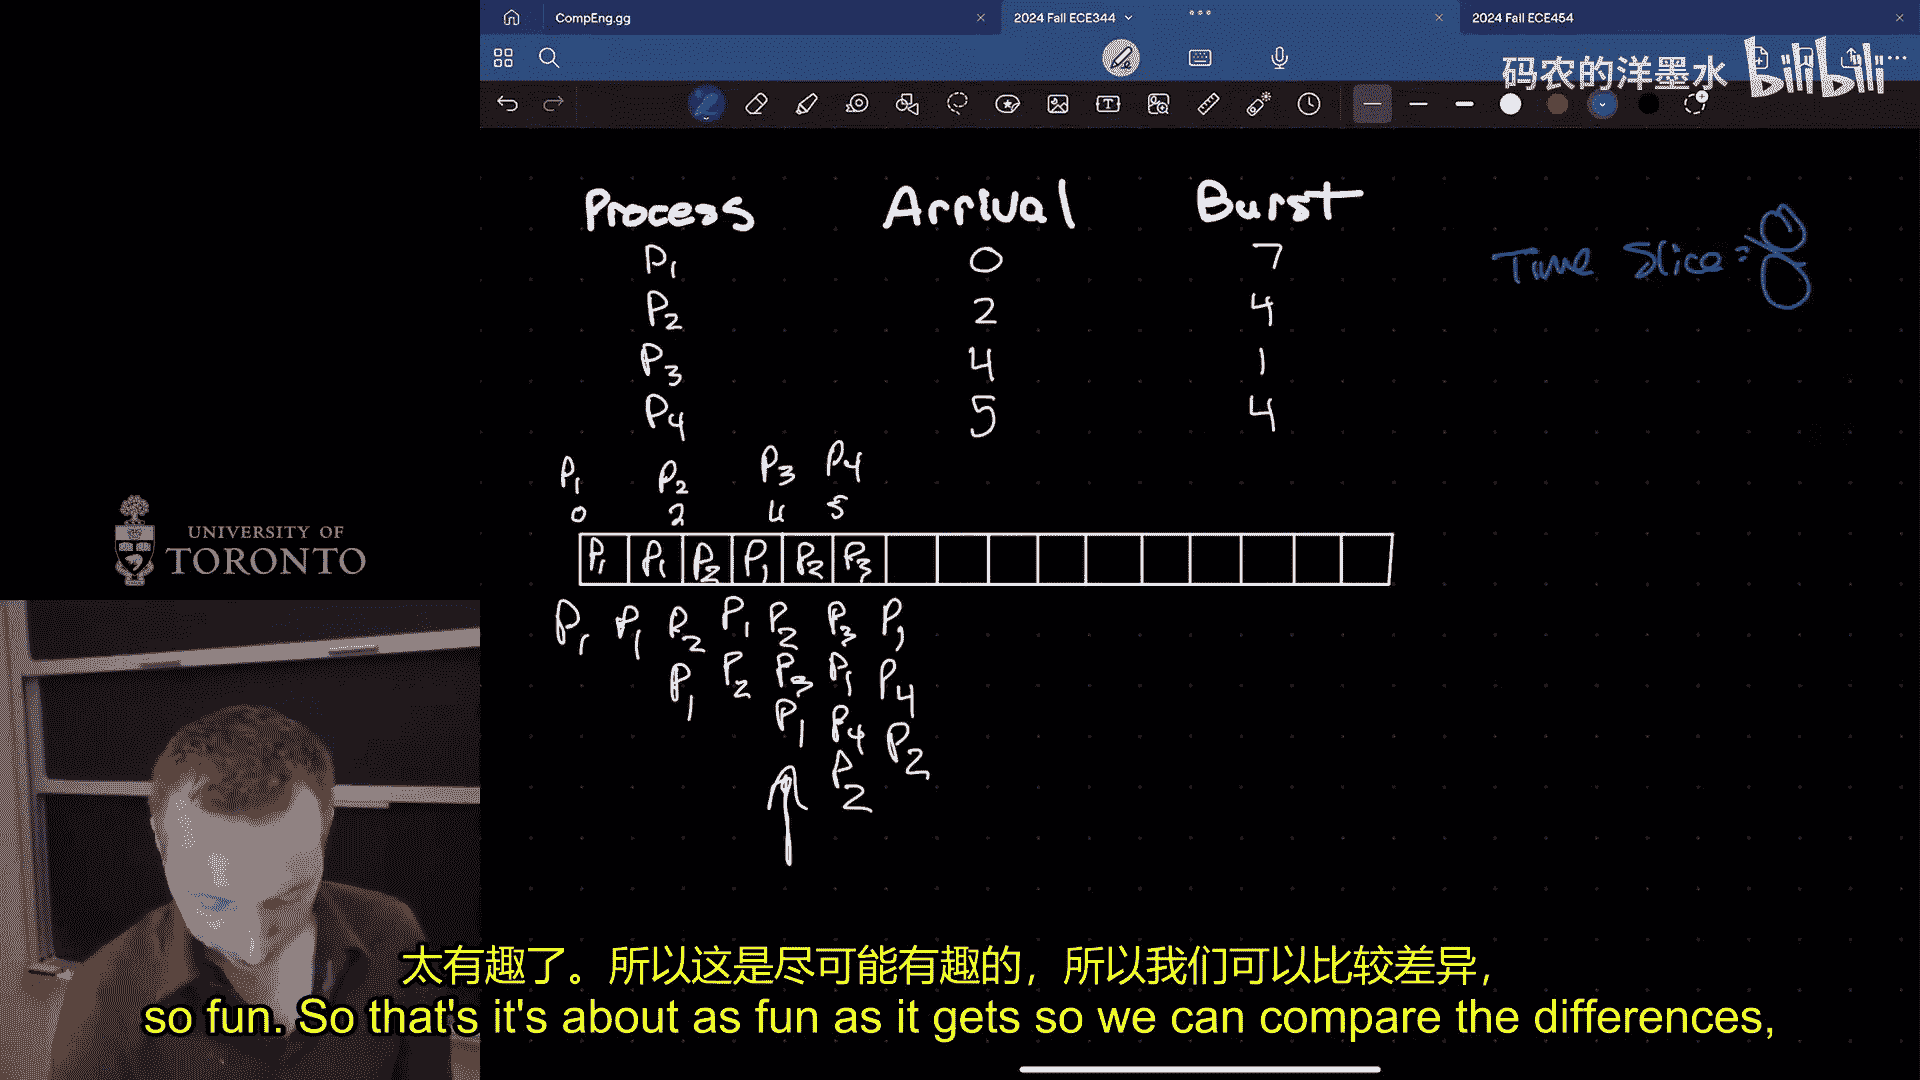 CompEng.gg
2024 Fall ECE344
2024 Fall ECE454
码农的洋墨水 bilibili
Process Arrival Burst
P1 0 7
P2 2 4
P3 4 1
P4 5 4
Time Slice =
P1 P2 P3 P4
0 2 4 5
P1 P1 P2 P1 P2 P3
P1 P1 P2 P1 P2 P3 P1
P1 P2 P3 P1 P4
P1 P4 P2
P2
UNIVERSITY OF
TORONTO
太有趣了。所以这是尽可能有趣的，所以我们可以比较差异，
so fun. So that's it's about as fun as it gets so we can compare the differences,